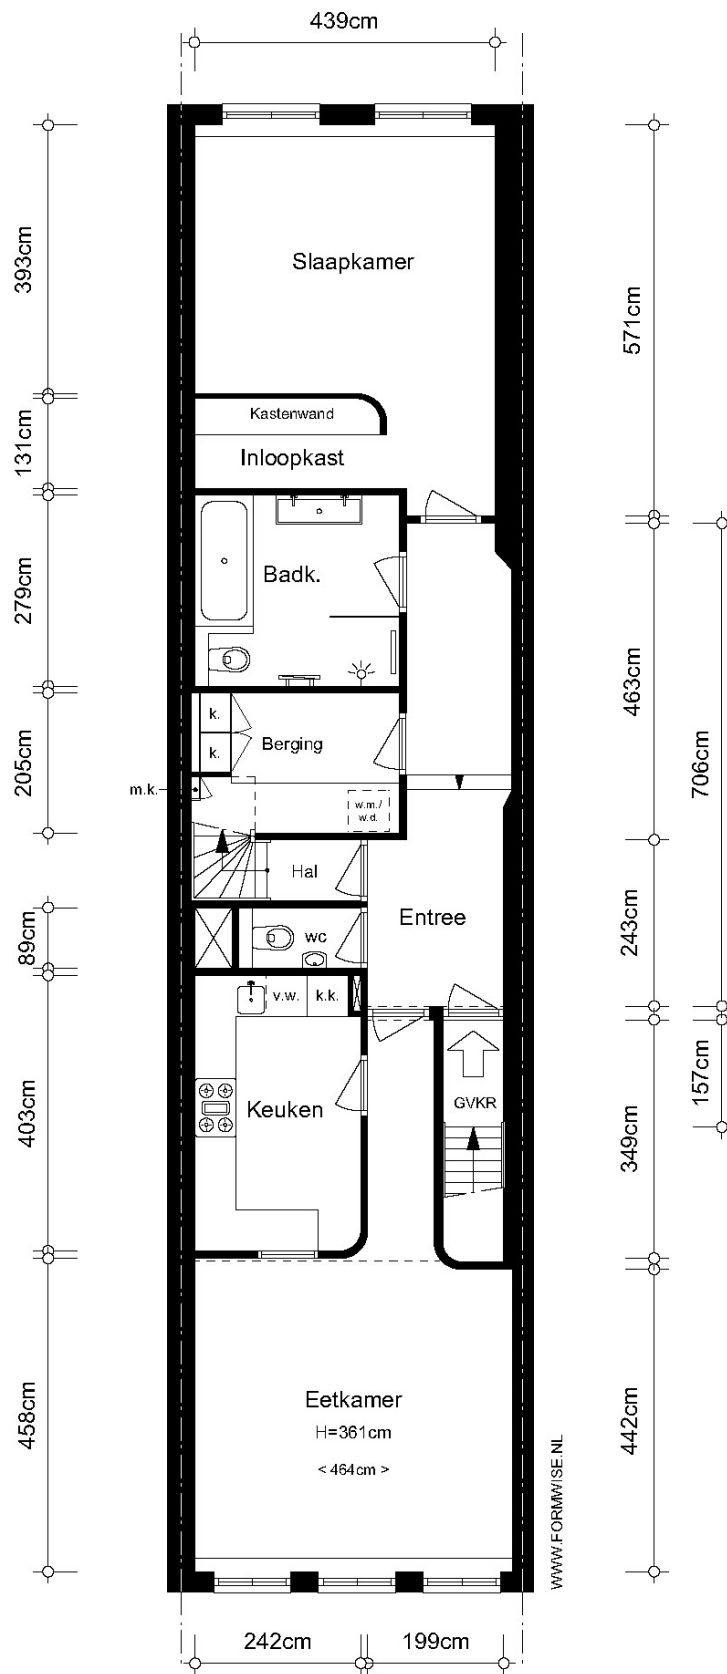 439cm
393cm
Slaapkamer
571cm
Kastenwand
131cm
Inloopkast
279cm
Badk.
463cm
k.
Berging
k.
205cm
706cm
m.k.
w.m./
w.d.
Hal
89cm
wc
Entree
243cm
v.w.
k.k.
157cm
403cm
Keuken
GVKR
349cm
458cm
Eetkamer
H=361cm
< 464cm >
442cm
WWW.FORMWISE.NL
242cm
199cm